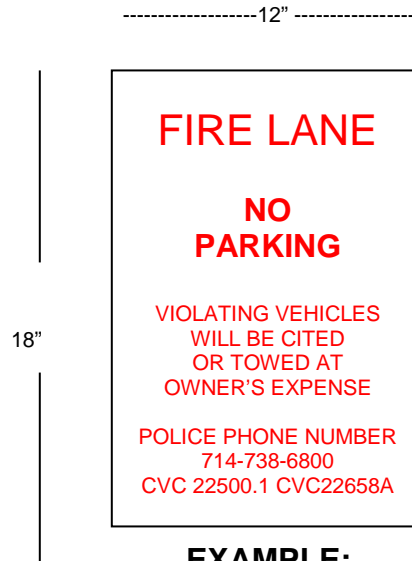 -------------------12” ------------------
FIRE LANE
NO
PARKING
VIOLATING VEHICLES
WILL BE CITED
OR TOWED AT
OWNER’S EXPENSE
18”
POLICE PHONE NUMBER
714-738-6800
CVC 22500.1 CVC22658A
EXAMPLE: